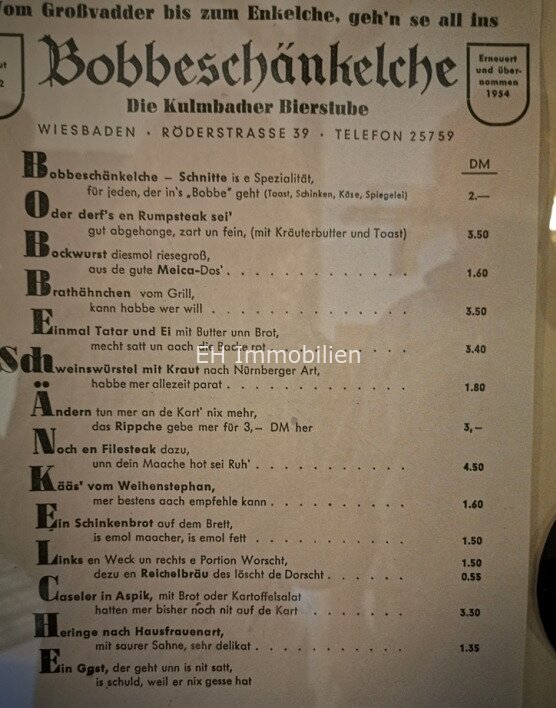 Vom Großvadder bis zum Enkelche, geh'n se all ins
Bobbeschänkelche
Die Kulmbacher Bierstube
WIESBADEN · RÖDERSTRASSE 39 · TELEFON 25759
Erneuert
und über-
nommen
1954
DM
Bobbeschänkelche – Schnitte is e Spezialität,
für jeden, der in's „Bobbe" geht (Toast, Schinken, Käse, Spiegelei) 2.—
Oder derf's en Rumpsteak sei'
gut abgehonge, zart un fein, (mit Kräuterbutter und Toast) 3.50
Bockwurst diesmol riesegroß,
aus de gute Meica-Dos' . . . . . . . . . . 1.60
Brathähnchen vom Grill,
kann habbe wer will . . . . . . . . . . 3.50
Einmal Tatar und Ei mit Butter unn Brot,
mecht satt un aach die Backe rot . . . . . . . . 3.40
EH Immobilien
Schweinswürstel mit Kraut nach Nürnberger Art,
habbe mer allezeit parat . . . . . . . . . . 1.80
Ändern tun mer an de Kart' nix mehr,
das Rippche gebe mer für 3,– DM her 3,–
Noch en Filesteak dazu,
unn dein Maache hot sei Ruh' . . . . . . . . 4.50
Kääs' vom Weihenstephan,
mer bestens aach empfehle kann . . . . . . . . 1.60
Ein Schinkenbrot auf dem Brett,
is emol maacher, is emol fett . . . . . . . . 1.50
Links en Weck un rechts e Portion Worscht, 1.50
dezu en Reichelbräu des löscht de Dorscht . . . . . 0.55
Caseler in Aspik, mit Brot oder Kartoffelsalat
hatten mer bisher noch nit auf de Kart . . . . . . 3.30
Heringe nach Hausfrauenart,
mit saurer Sahne, sehr delikat . . . . . . . . 1.35
Ein Gast, der geht unn is nit satt,
is schuld, weil er nix gesse hat